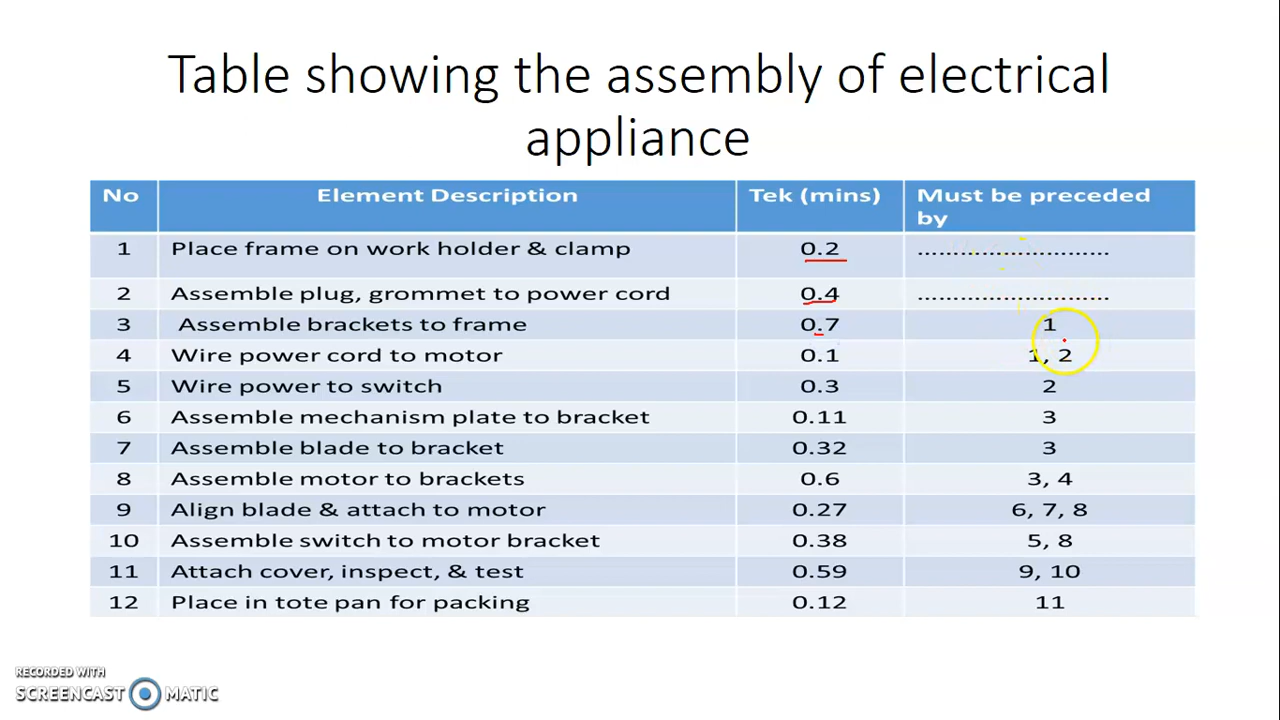 Table showing the assembly of electrical
appliance
No Element Description Tek (mins) Must be preceded
by
1 Place frame on work holder & clamp 0.2 ..............................
2 Assemble plug, grommet to power cord 0.4 ..............................
3 Assemble brackets to frame 0.7 1
4 Wire power cord to motor 0.1 1, 2
5 Wire power to switch 0.3 2
6 Assemble mechanism plate to bracket 0.11 3
7 Assemble blade to bracket 0.32 3
8 Assemble motor to brackets 0.6 3, 4
9 Align blade & attach to motor 0.27 6, 7, 8
10 Assemble switch to motor bracket 0.38 5, 8
11 Attach cover, inspect, & test 0.59 9, 10
12 Place in tote pan for packing 0.12 11
RECORDED WITH
SCREENCAST MATIC